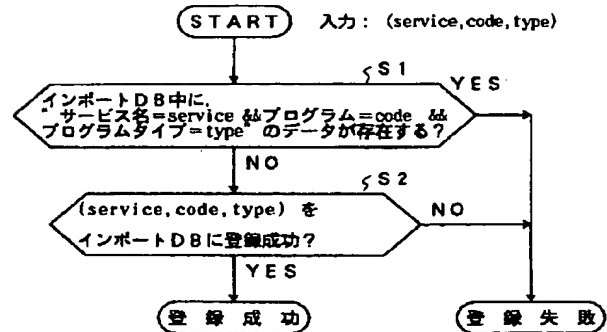 START
入力： (service,code,type)
S1
YES
インポートDB中に,
"サービス名=service &&プログラム=code &&
プログラムタイプ=type" のデータが存在する？
NO
S2
(service,code,type) を
インポートDBに登録成功？
NO
YES
登録成功
登録失敗